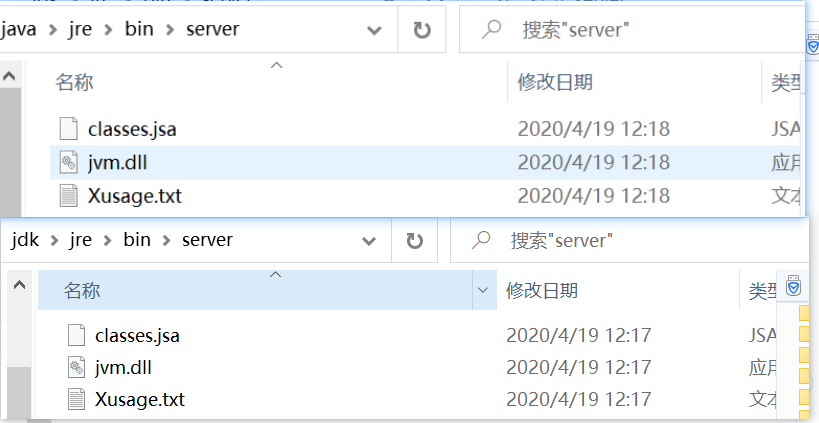 java > jre > bin > server 搜索"server"
名称 修改日期 类型
classes.jsa 2020/4/19 12:18 JSA
jvm.dll 2020/4/19 12:18 应用
Xusage.txt 2020/4/19 12:18 文本
jdk > jre > bin > server 搜索"server"
名称 修改日期 类型
classes.jsa 2020/4/19 12:17 JSA
jvm.dll 2020/4/19 12:17 应用
Xusage.txt 2020/4/19 12:17 文本